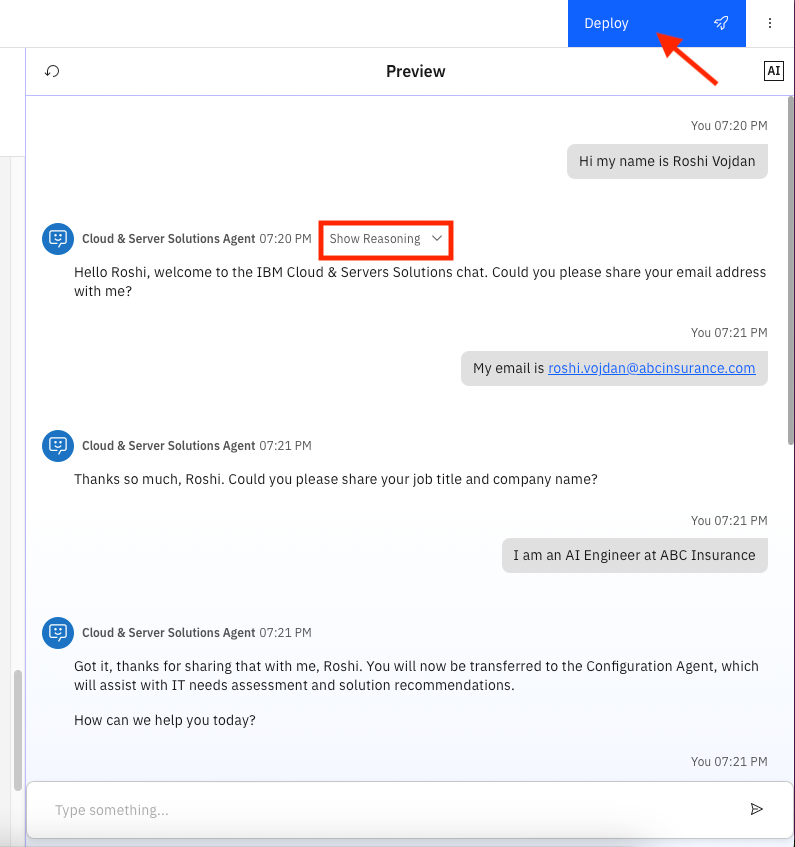 Deploy
Preview
AI
You 07:20 PM
Hi my name is Roshi Vojdan
Cloud & Server Solutions Agent 07:20 PM Show Reasoning
Hello Roshi, welcome to the IBM Cloud & Servers Solutions chat. Could you please share your email address
with me?
You 07:21 PM
My email is roshi.vojdan@abcinsurance.com
Cloud & Server Solutions Agent 07:21 PM
Thanks so much, Roshi. Could you please share your job title and company name?
You 07:21 PM
I am an AI Engineer at ABC Insurance
Cloud & Server Solutions Agent 07:21 PM
Got it, thanks for sharing that with me, Roshi. You will now be transferred to the Configuration Agent, which
will assist with IT needs assessment and solution recommendations.
How can we help you today?
You 07:21 PM
Type something...